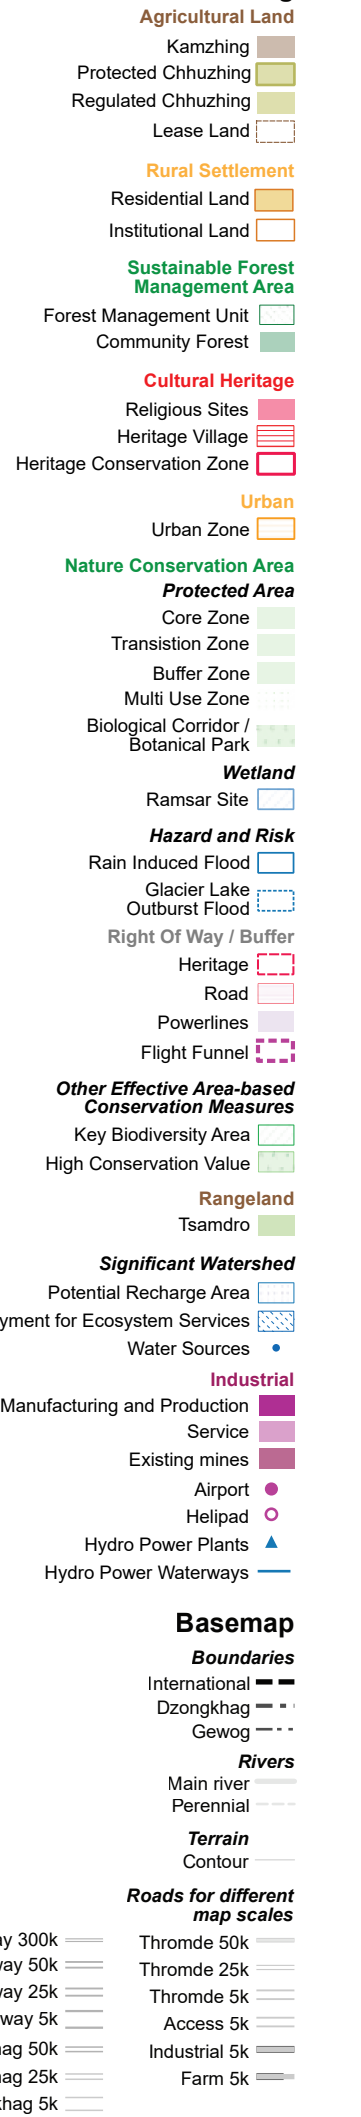 Agricultural Land
Kamzhing
Protected Chhuzhing
Regulated Chhuzhing
Lease Land
Rural Settlement
Residential Land
Institutional Land
Sustainable Forest
Management Area
Forest Management Unit
Community Forest
Cultural Heritage
Religious Sites
Heritage Village
Heritage Conservation Zone
Urban
Urban Zone
Nature Conservation Area
Protected Area
Core Zone
Transistion Zone
Buffer Zone
Multi Use Zone
Biological Corridor /
Botanical Park
Wetland
Ramsar Site
Hazard and Risk
Rain Induced Flood
Glacier Lake
Outburst Flood
Right Of Way / Buffer
Heritage
Road
Powerlines
Flight Funnel
Other Effective Area-based
Conservation Measures
Key Biodiversity Area
High Conservation Value
Rangeland
Tsamdro
Significant Watershed
Potential Recharge Area
yment for Ecosystem Services
Water Sources
Industrial
Manufacturing and Production
Service
Existing mines
Airport
Helipad
Hydro Power Plants
Hydro Power Waterways
Basemap
Boundaries
International
Dzongkhag
Gewog
Rivers
Main river
Perennial
Terrain
Contour
Roads for different
map scales
ay 300k
way 50k
way 25k
way 5k
hag 50k
hag 25k
khag 5k
Thromde 50k
Thromde 25k
Thromde 5k
Access 5k
Industrial 5k
Farm 5k